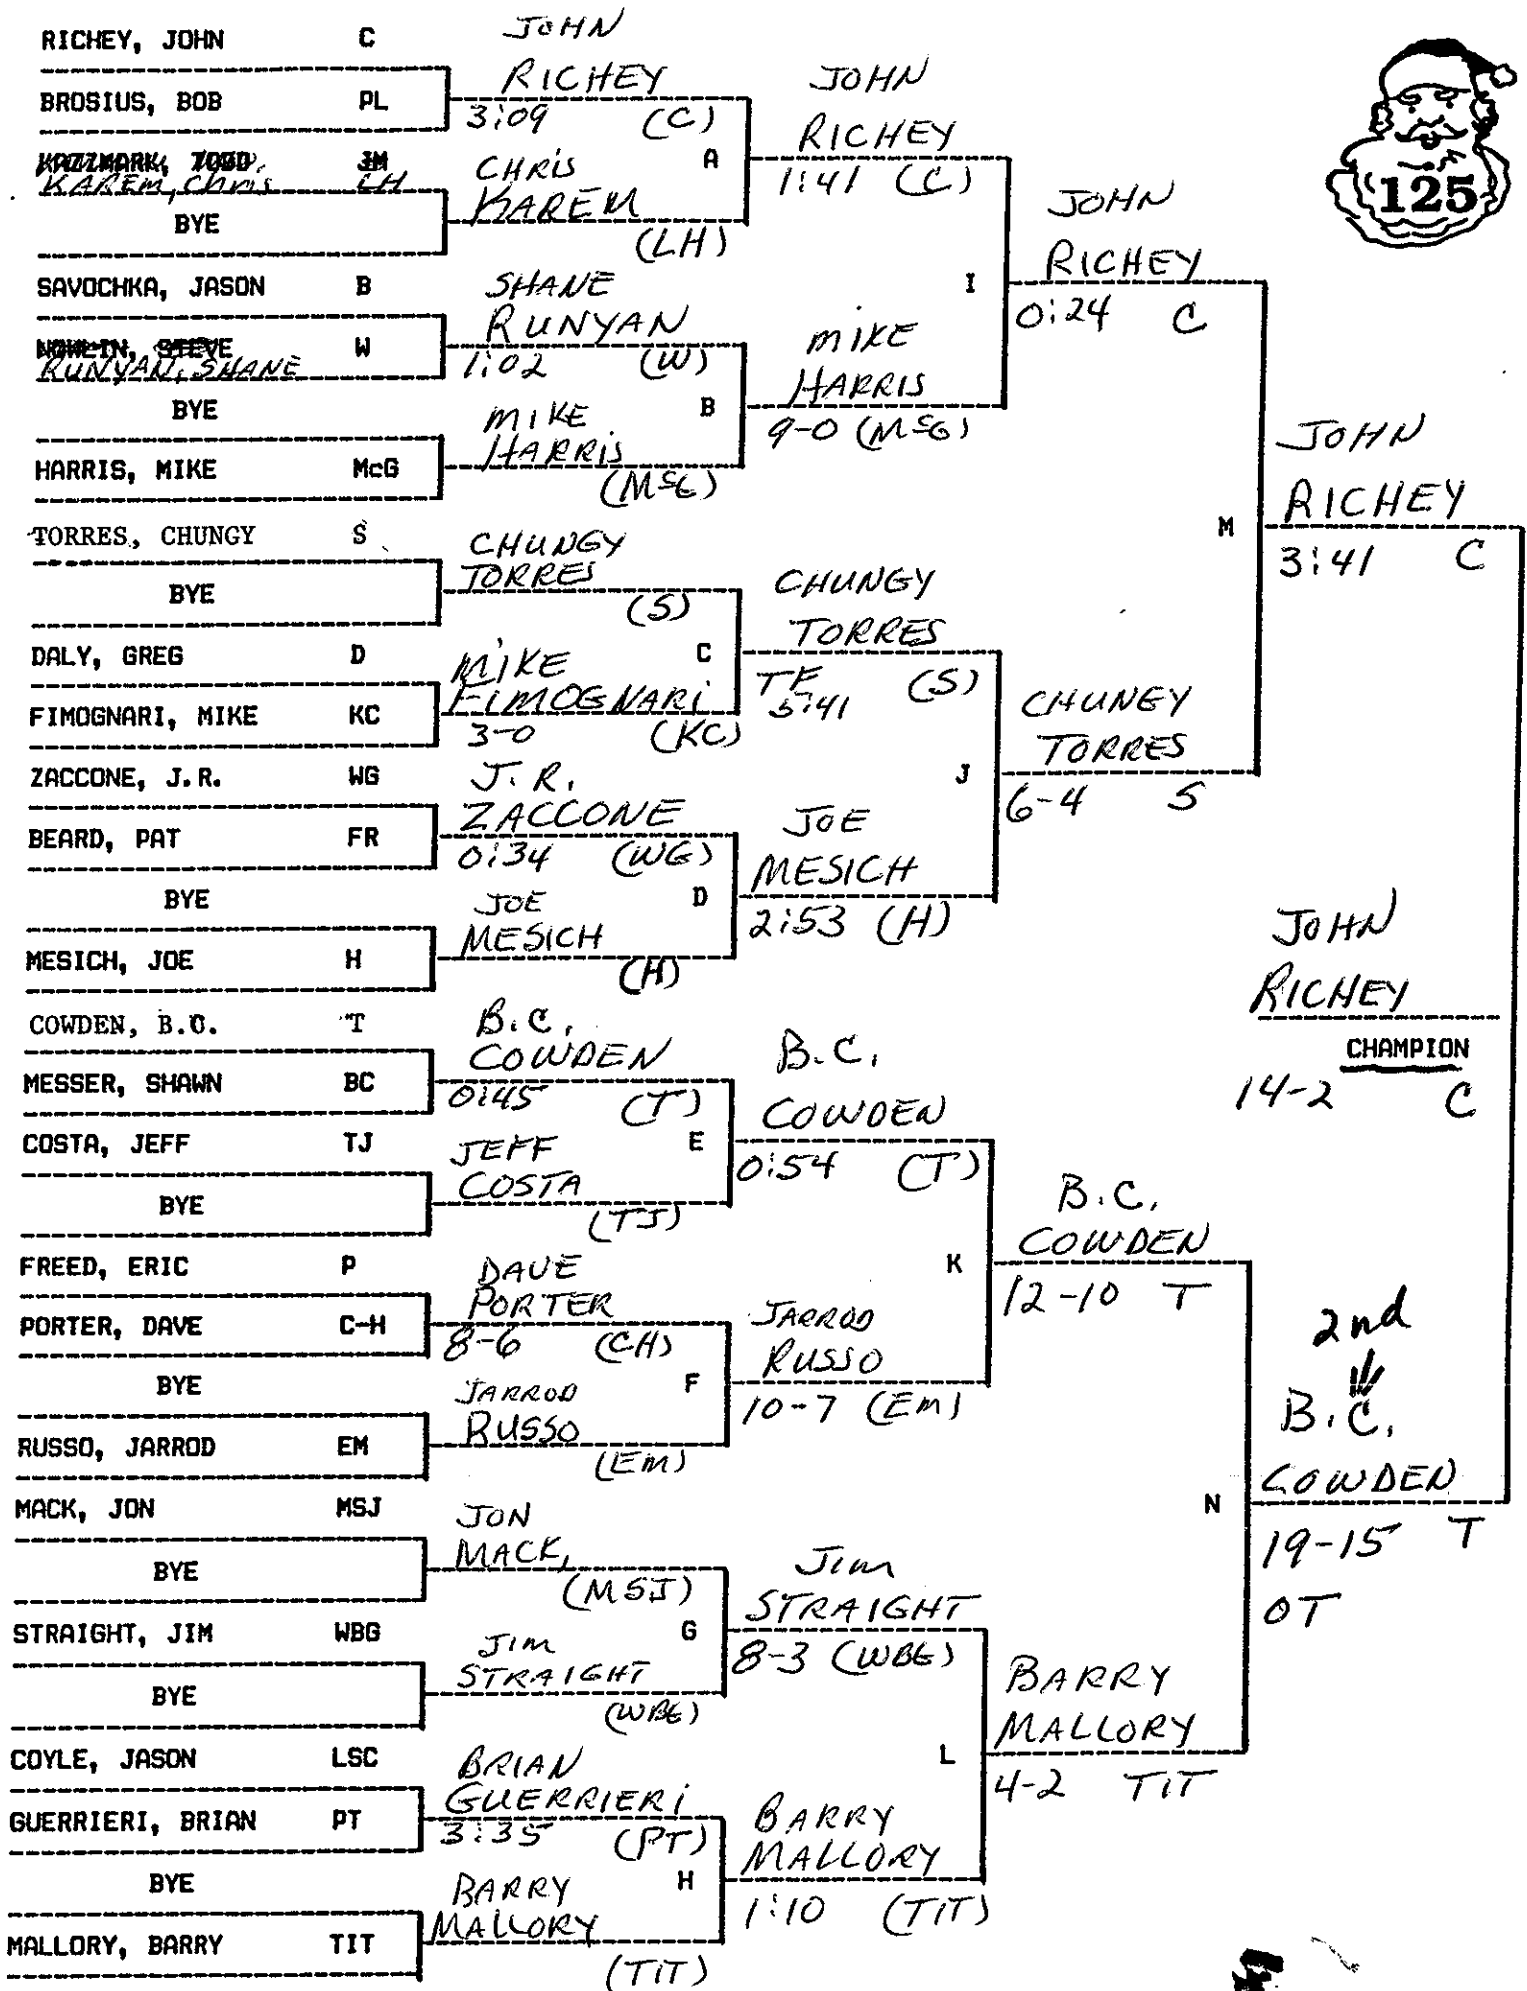 RICHEY, JOHN C
BROSIUS, BOB PL
KAZZMARK, TODD JM
KAREM, Chris LH
BYE
SAVOCHKA, JASON B
NOWLIN, STEVE W
RUNYAN, SHANE
BYE
HARRIS, MIKE McG
TORRES, CHUNGY S
BYE
DALY, GREG D
FIMOGNARI, MIKE KC
ZACCONE, J.R. WG
BEARD, PAT FR
BYE
MESICH, JOE H
COWDEN, B.C. T
MESSER, SHAWN BC
COSTA, JEFF TJ
BYE
FREED, ERIC P
PORTER, DAVE C-H
BYE
RUSSO, JARROD EM
MACK, JON MSJ
BYE
STRAIGHT, JIM WBG
BYE
COYLE, JASON LSC
GUERRIERI, BRIAN PT
BYE
MALLORY, BARRY TIT
JOHN
RICHEY
3:09 (C)
CHRIS
KAREM
(LH)
A
SHANE
RUNYAN
1:02 (W)
MIKE
HARRIS
(McG)
B
CHUNGY
TORRES
(S)
MIKE
FIMOGNARI
3-0 (KC)
C
J.R.
ZACCONE
0:34 (WG)
JOE
MESICH
(H)
D
B.C.
COWDEN
0:45 (T)
JEFF
COSTA
(TJ)
E
DAVE
PORTER
8-6 (CH)
JARROD
RUSSO
(Em)
F
JON
MACK
(MSJ)
JIM
STRAIGHT
(WBG)
G
BRIAN
GUERRIERI
3:35 (PT)
BARRY
MALLORY
(TIT)
H
JOHN
RICHEY
1:41 (C)
MIKE
HARRIS
9-0 (McG)
I
CHUNGY
TORRES
TF (S)
5:41
JOE
MESICH
2:53 (H)
J
B.C.
COWDEN
0:54 (T)
JARROD
RUSSO
10-7 (Em)
K
Jim
STRAIGHT
8-3 (WBG)
BARRY
MALLORY
1:10 (TIT)
L
JOHN
RICHEY
0:24 C
CHUNGY
TORRES
6-4 S
M
B.C.
COWDEN
12-10 T
BARRY
MALLORY
4-2 TIT
N
125
JOHN
RICHEY
3:41 C
JOHN
RICHEY
CHAMPION
14-2 C
2nd
B.C.
COWDEN
19-15 T
OT